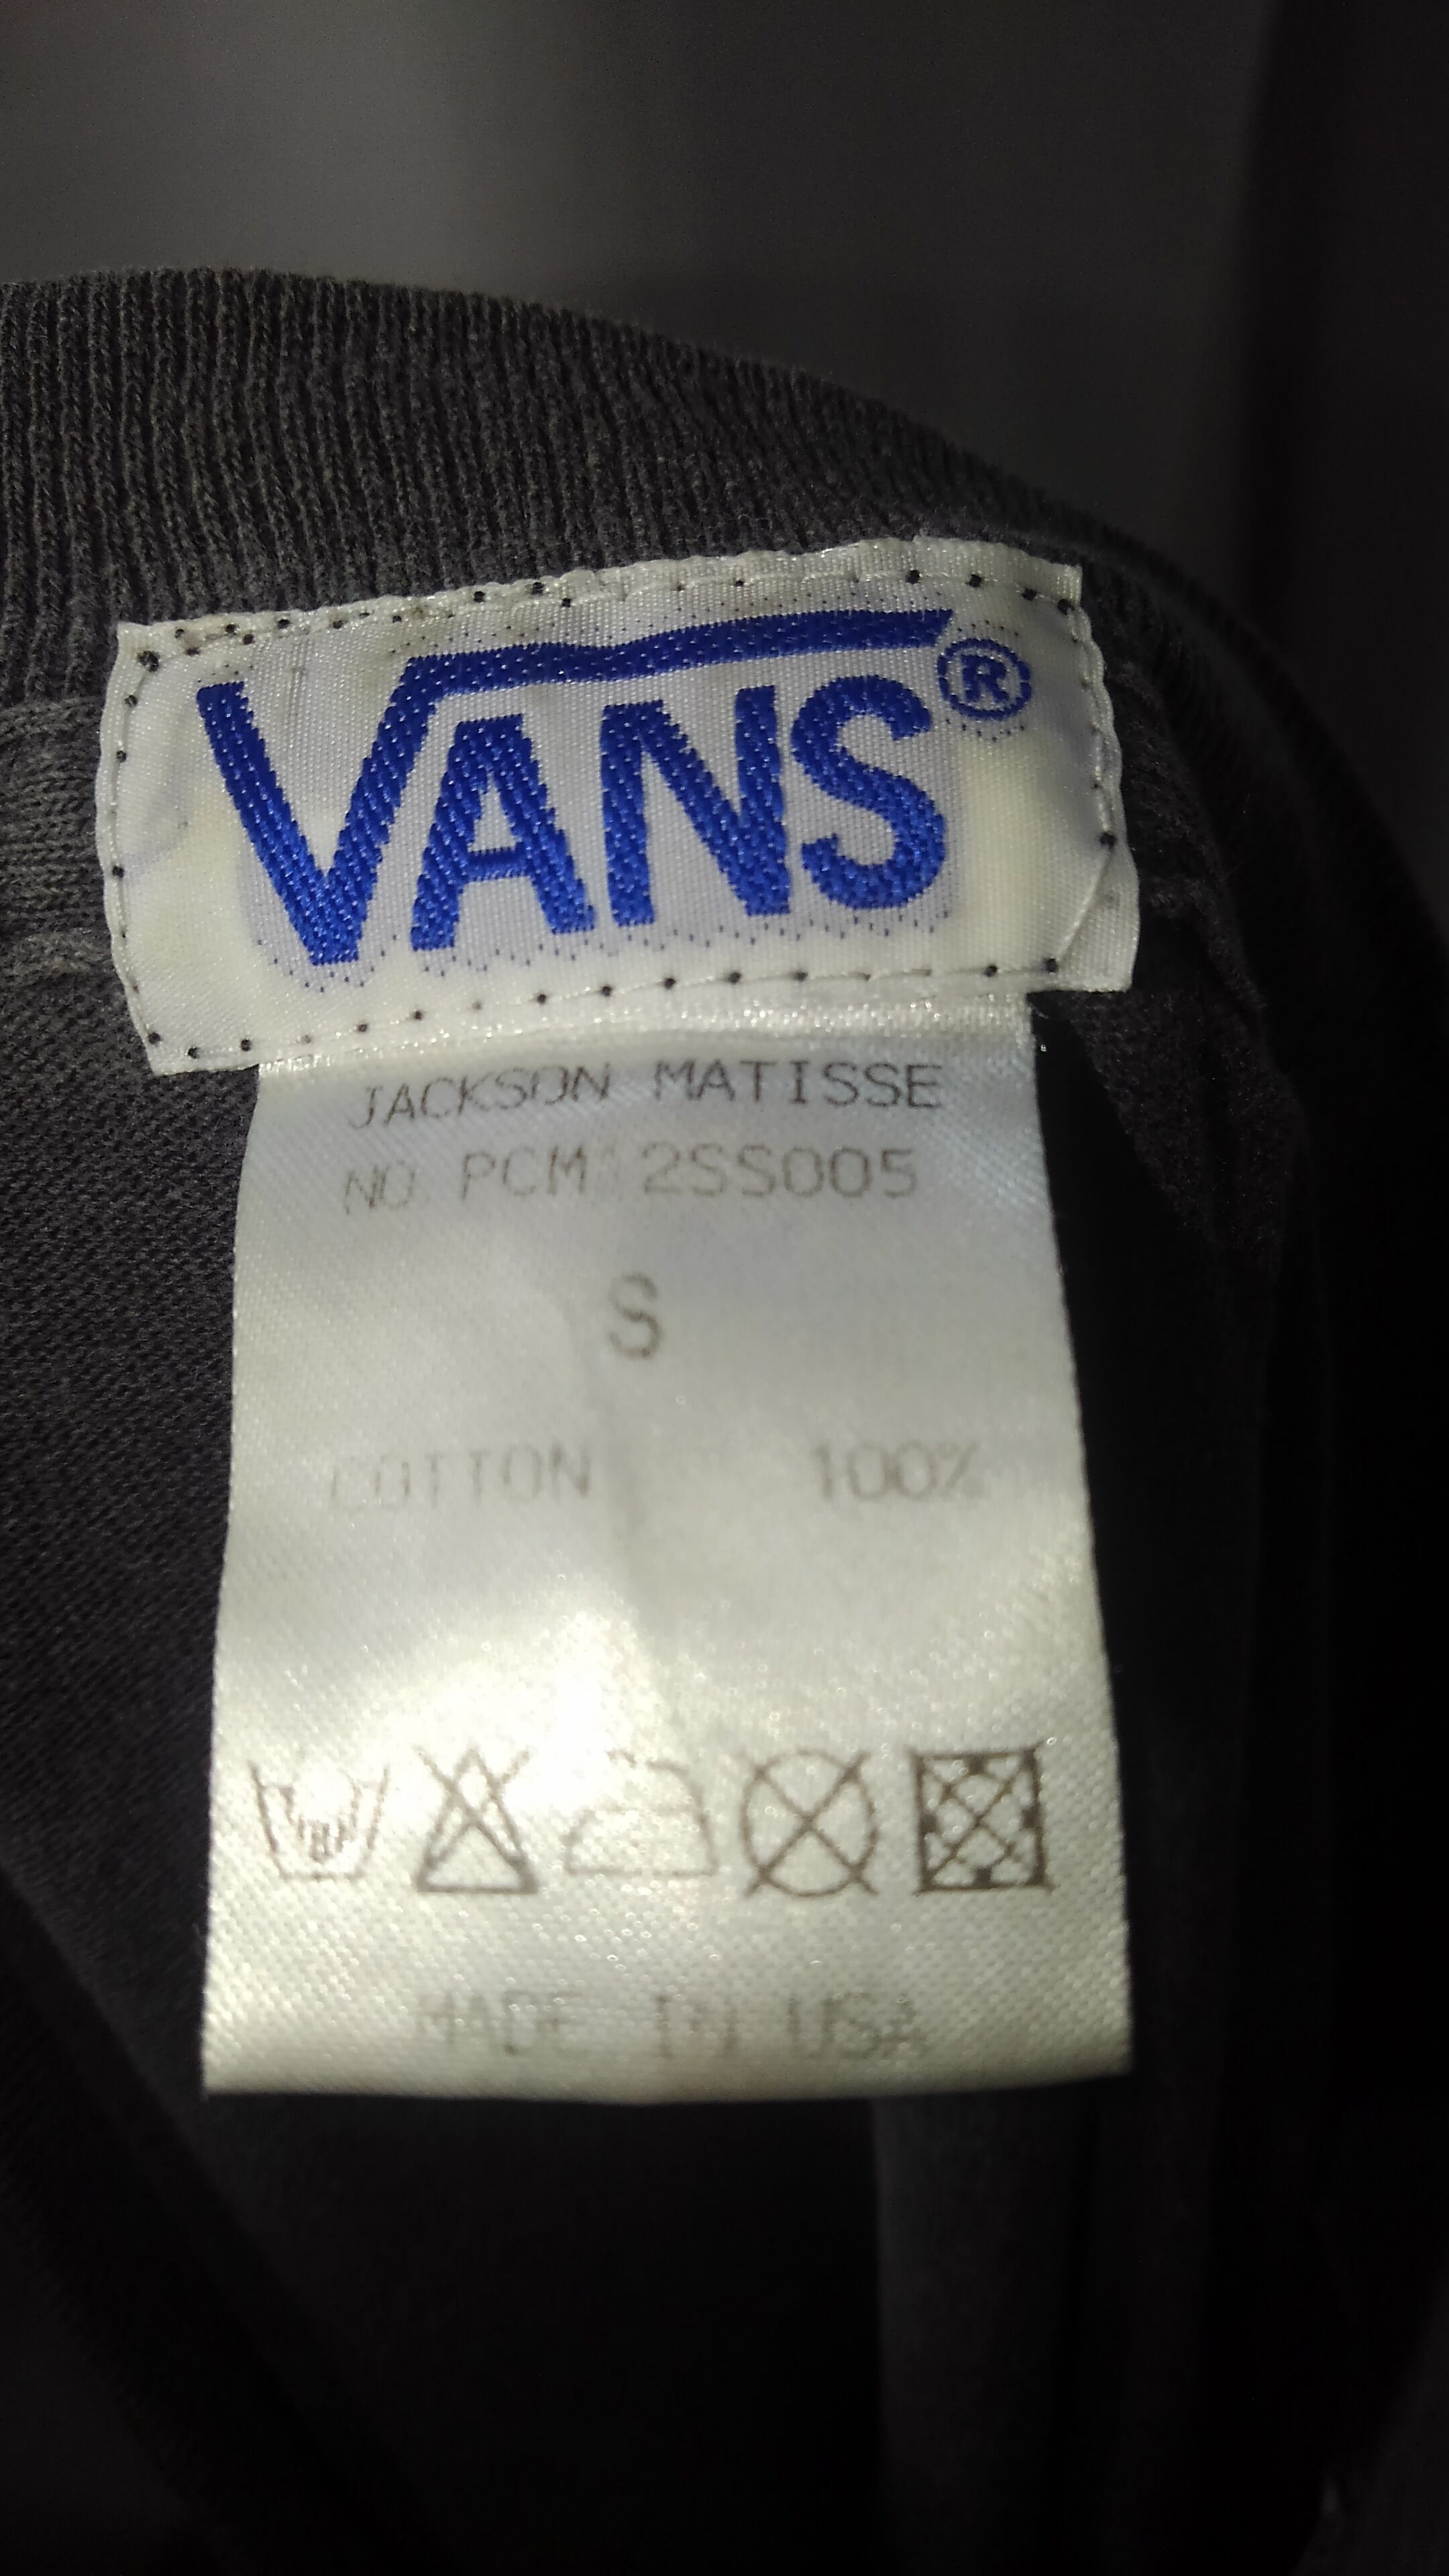 VANS®
JACKSON MATISSE
NO PCM 2SS005
S
COTTON 100%
MADE IN USA